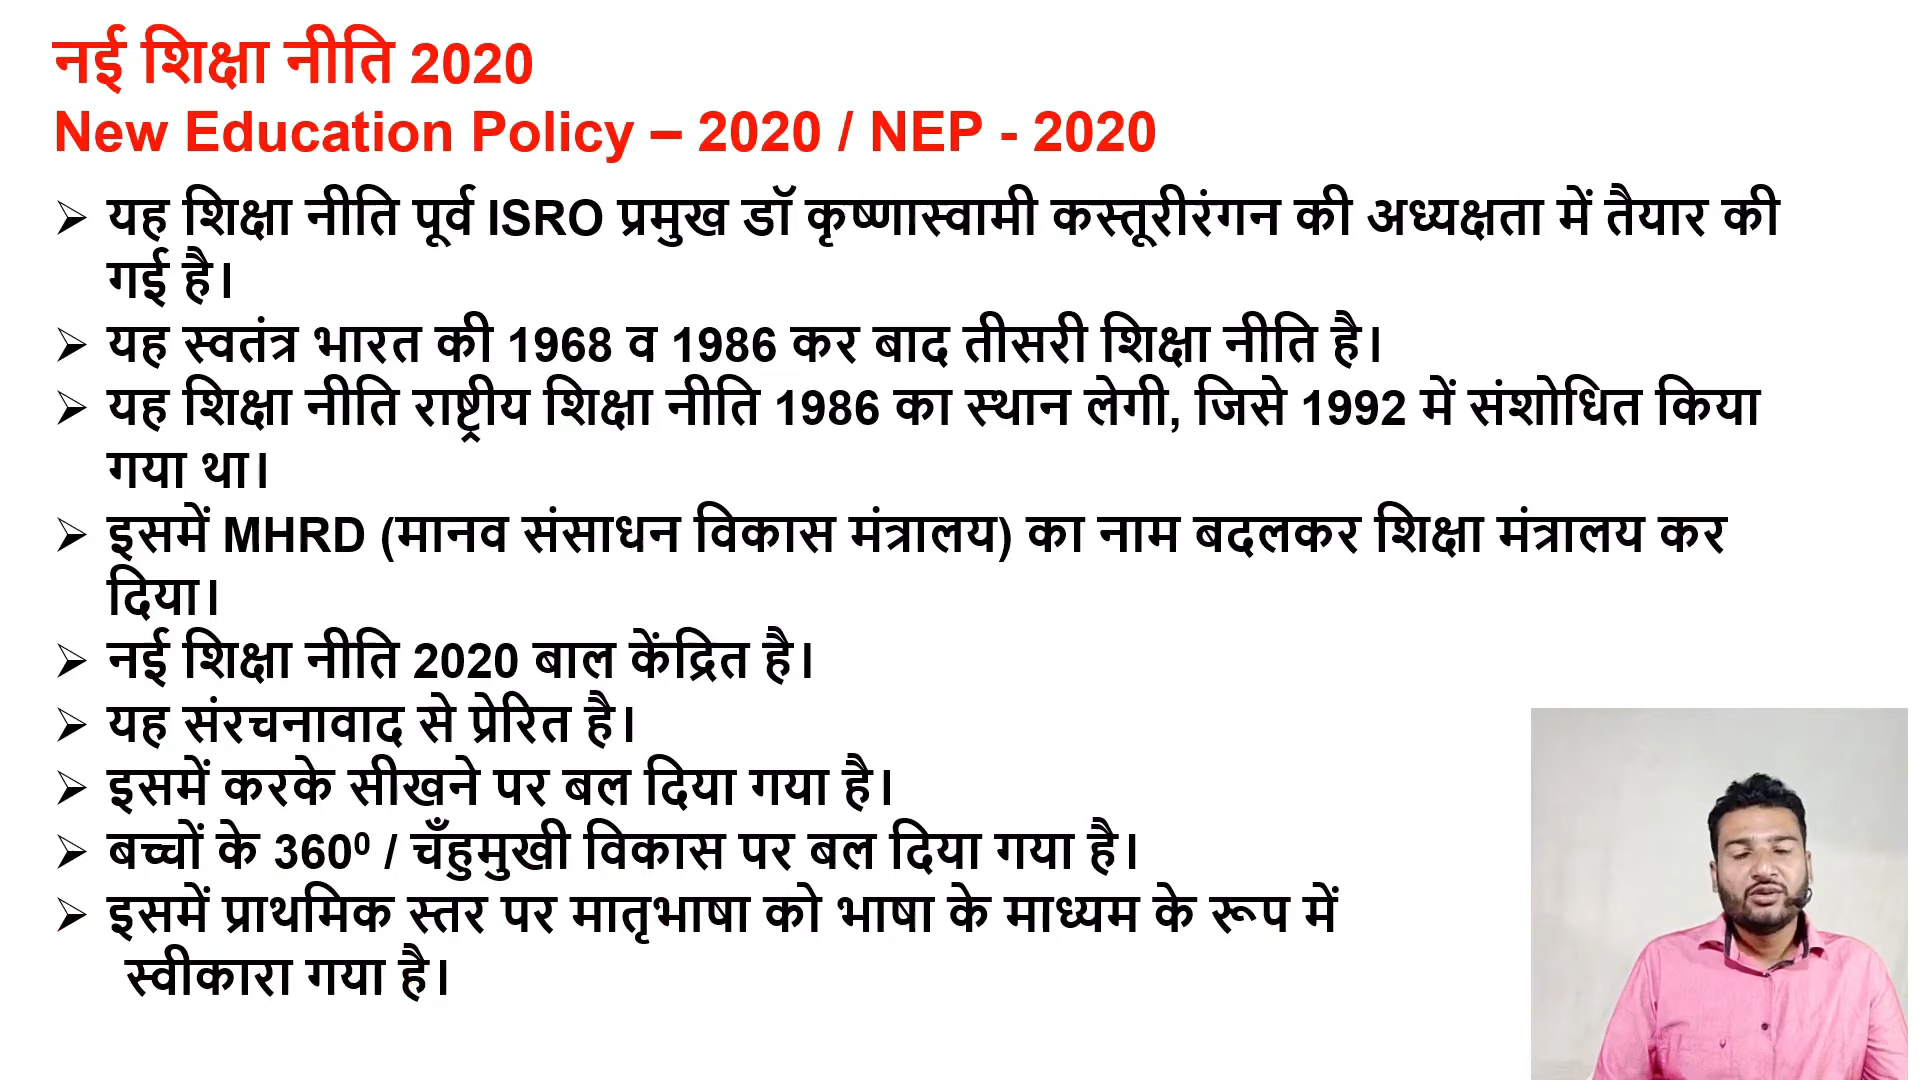 नई शिक्षा नीति 2020
New Education Policy – 2020 / NEP - 2020
➢ यह शिक्षा नीति पूर्व ISRO प्रमुख डॉ कृष्णास्वामी कस्तूरीरंगन की अध्यक्षता में तैयार की
गई है।
➢ यह स्वतंत्र भारत की 1968 व 1986 कर बाद तीसरी शिक्षा नीति है।
➢ यह शिक्षा नीति राष्ट्रीय शिक्षा नीति 1986 का स्थान लेगी, जिसे 1992 में संशोधित किया
गया था।
➢ इसमें MHRD (मानव संसाधन विकास मंत्रालय) का नाम बदलकर शिक्षा मंत्रालय कर
दिया।
➢ नई शिक्षा नीति 2020 बाल केंद्रित है।
➢ यह संरचनावाद से प्रेरित है।
➢ इसमें करके सीखने पर बल दिया गया है।
➢ बच्चों के 360⁰ / चँहुमुखी विकास पर बल दिया गया है।
➢ इसमें प्राथमिक स्तर पर मातृभाषा को भाषा के माध्यम के रूप में
स्वीकारा गया है।